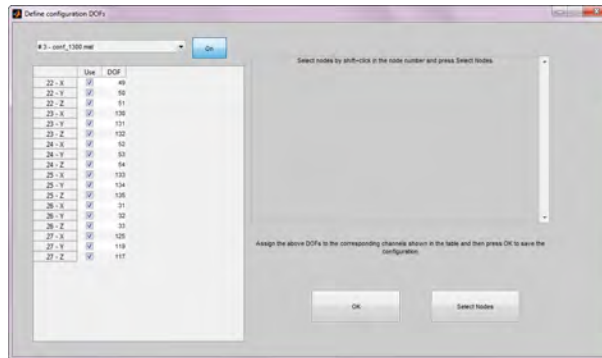 Define configuration DOFs
# 3 - conf_1300 mat
On
Use DOF
22 - X 49
22 - Y 50
22 - Z 51
23 - X 130
23 - Y 131
23 - Z 132
24 - X 52
24 - Y 53
24 - Z 54
25 - X 133
25 - Y 134
25 - Z 135
26 - X 31
26 - Y 32
26 - Z 33
27 - X 125
27 - Y 119
27 - Z 117
Select nodes by shift+click in the node number and press Select Nodes.
Assign the above DOFs to the corresponding channels shown in the table and then press OK to save the
configuration.
OK
Select Nodes